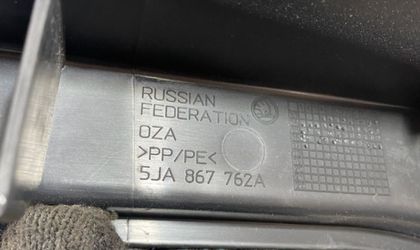 RUSSIAN
FEDERATION
OZA
>PP/PE<
5JA 867 762A